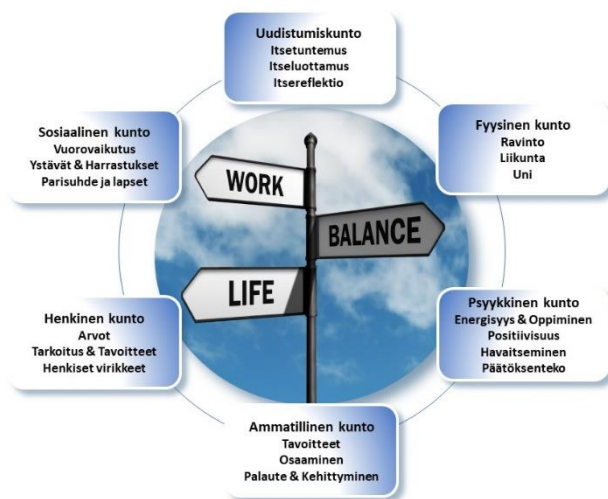 Uudistumiskunto
Itsetuntemus
Itseluottamus
Itsereflektio
Sosiaalinen kunto
Vuorovaikutus
Ystävät & Harrastukset
Parisuhde ja lapset
Fyysinen kunto
Ravinto
Liikunta
Uni
WORK
BALANCE
LIFE
Henkinen kunto
Arvot
Tarkoitus & Tavoitteet
Henkiset virikkeet
Psyykkinen kunto
Energisyys & Oppiminen
Positiivisuus
Havaitseminen
Päätöksenteko
Ammatillinen kunto
Tavoitteet
Osaaminen
Palaute & Kehittyminen